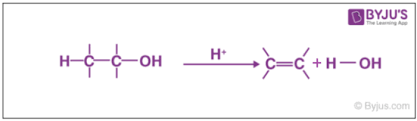 BYJU'S
The Learning App
H–C–C–OH H⁺ C=C + H–OH
© Byjus.com